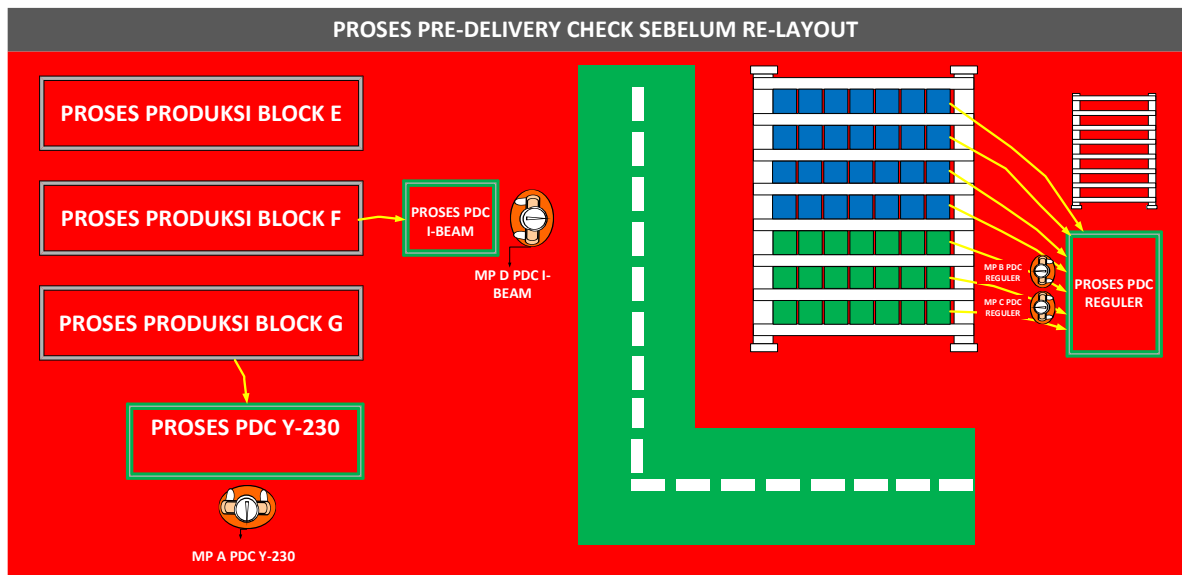 PROSES PRE-DELIVERY CHECK SEBELUM RE-LAYOUT
PROSES PRODUKSI BLOCK E
PROSES PRODUKSI BLOCK F
PROSES PDC
I-BEAM
MP D PDC I-
BEAM
PROSES PRODUKSI BLOCK G
PROSES PDC Y-230
MP A PDC Y-230
MP B PDC
REGULER
MP C PDC
REGULER
PROSES PDC
REGULER